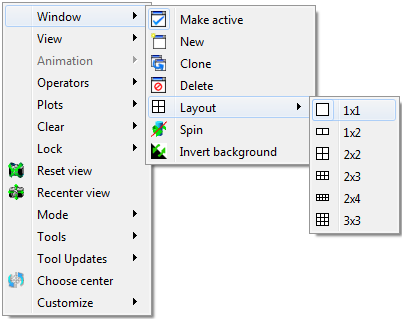 Window
View
Animation
Operators
Plots
Clear
Lock
Reset view
Recenter view
Mode
Tools
Tool Updates
Choose center
Customize
Make active
New
Clone
Delete
Layout
Spin
Invert background
1x1
1x2
2x2
2x3
2x4
3x3